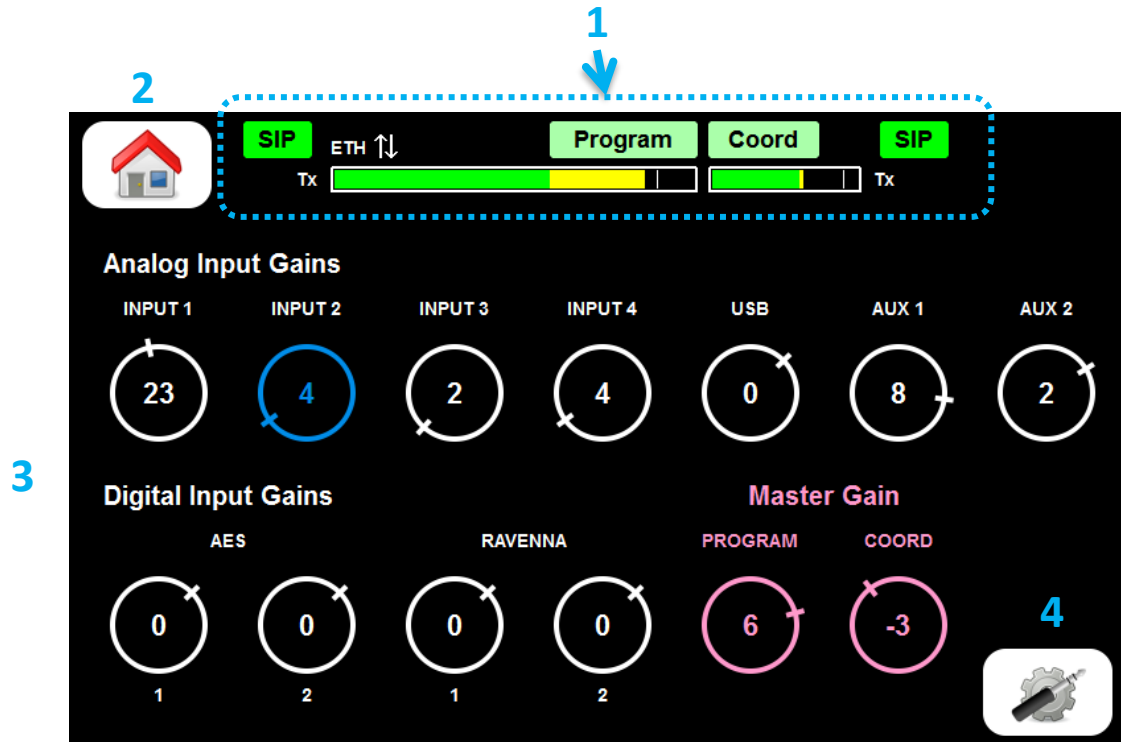 1
2
SIP ETH Program Coord SIP
Tx Tx
Analog Input Gains
INPUT 1 INPUT 2 INPUT 3 INPUT 4 USB AUX 1 AUX 2
23 4 2 4 0 8 2
3
Digital Input Gains Master Gain
AES RAVENNA PROGRAM COORD
0 0 0 0 6 -3
4
1 2 1 2